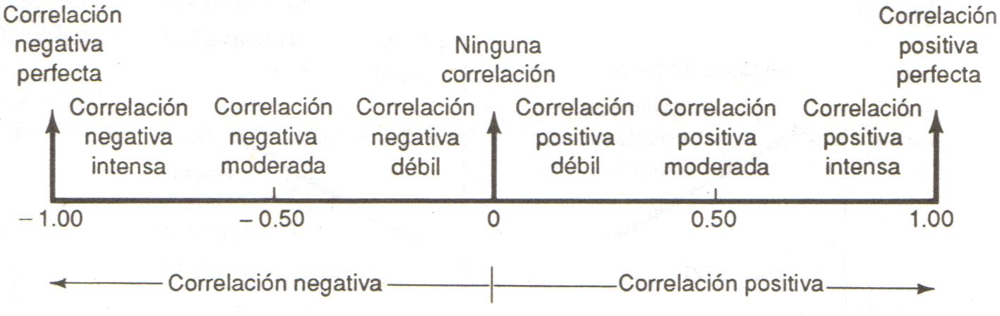 Correlación
negativa
perfecta
Ninguna
correlación
Correlación
positiva
perfecta
Correlación
negativa
intensa
Correlación
negativa
moderada
Correlación
negativa
débil
Correlación
positiva
débil
Correlación
positiva
moderada
Correlación
positiva
intensa
− 1.00
− 0.50
0
0.50
1.00
Correlación negativa
Correlación positiva